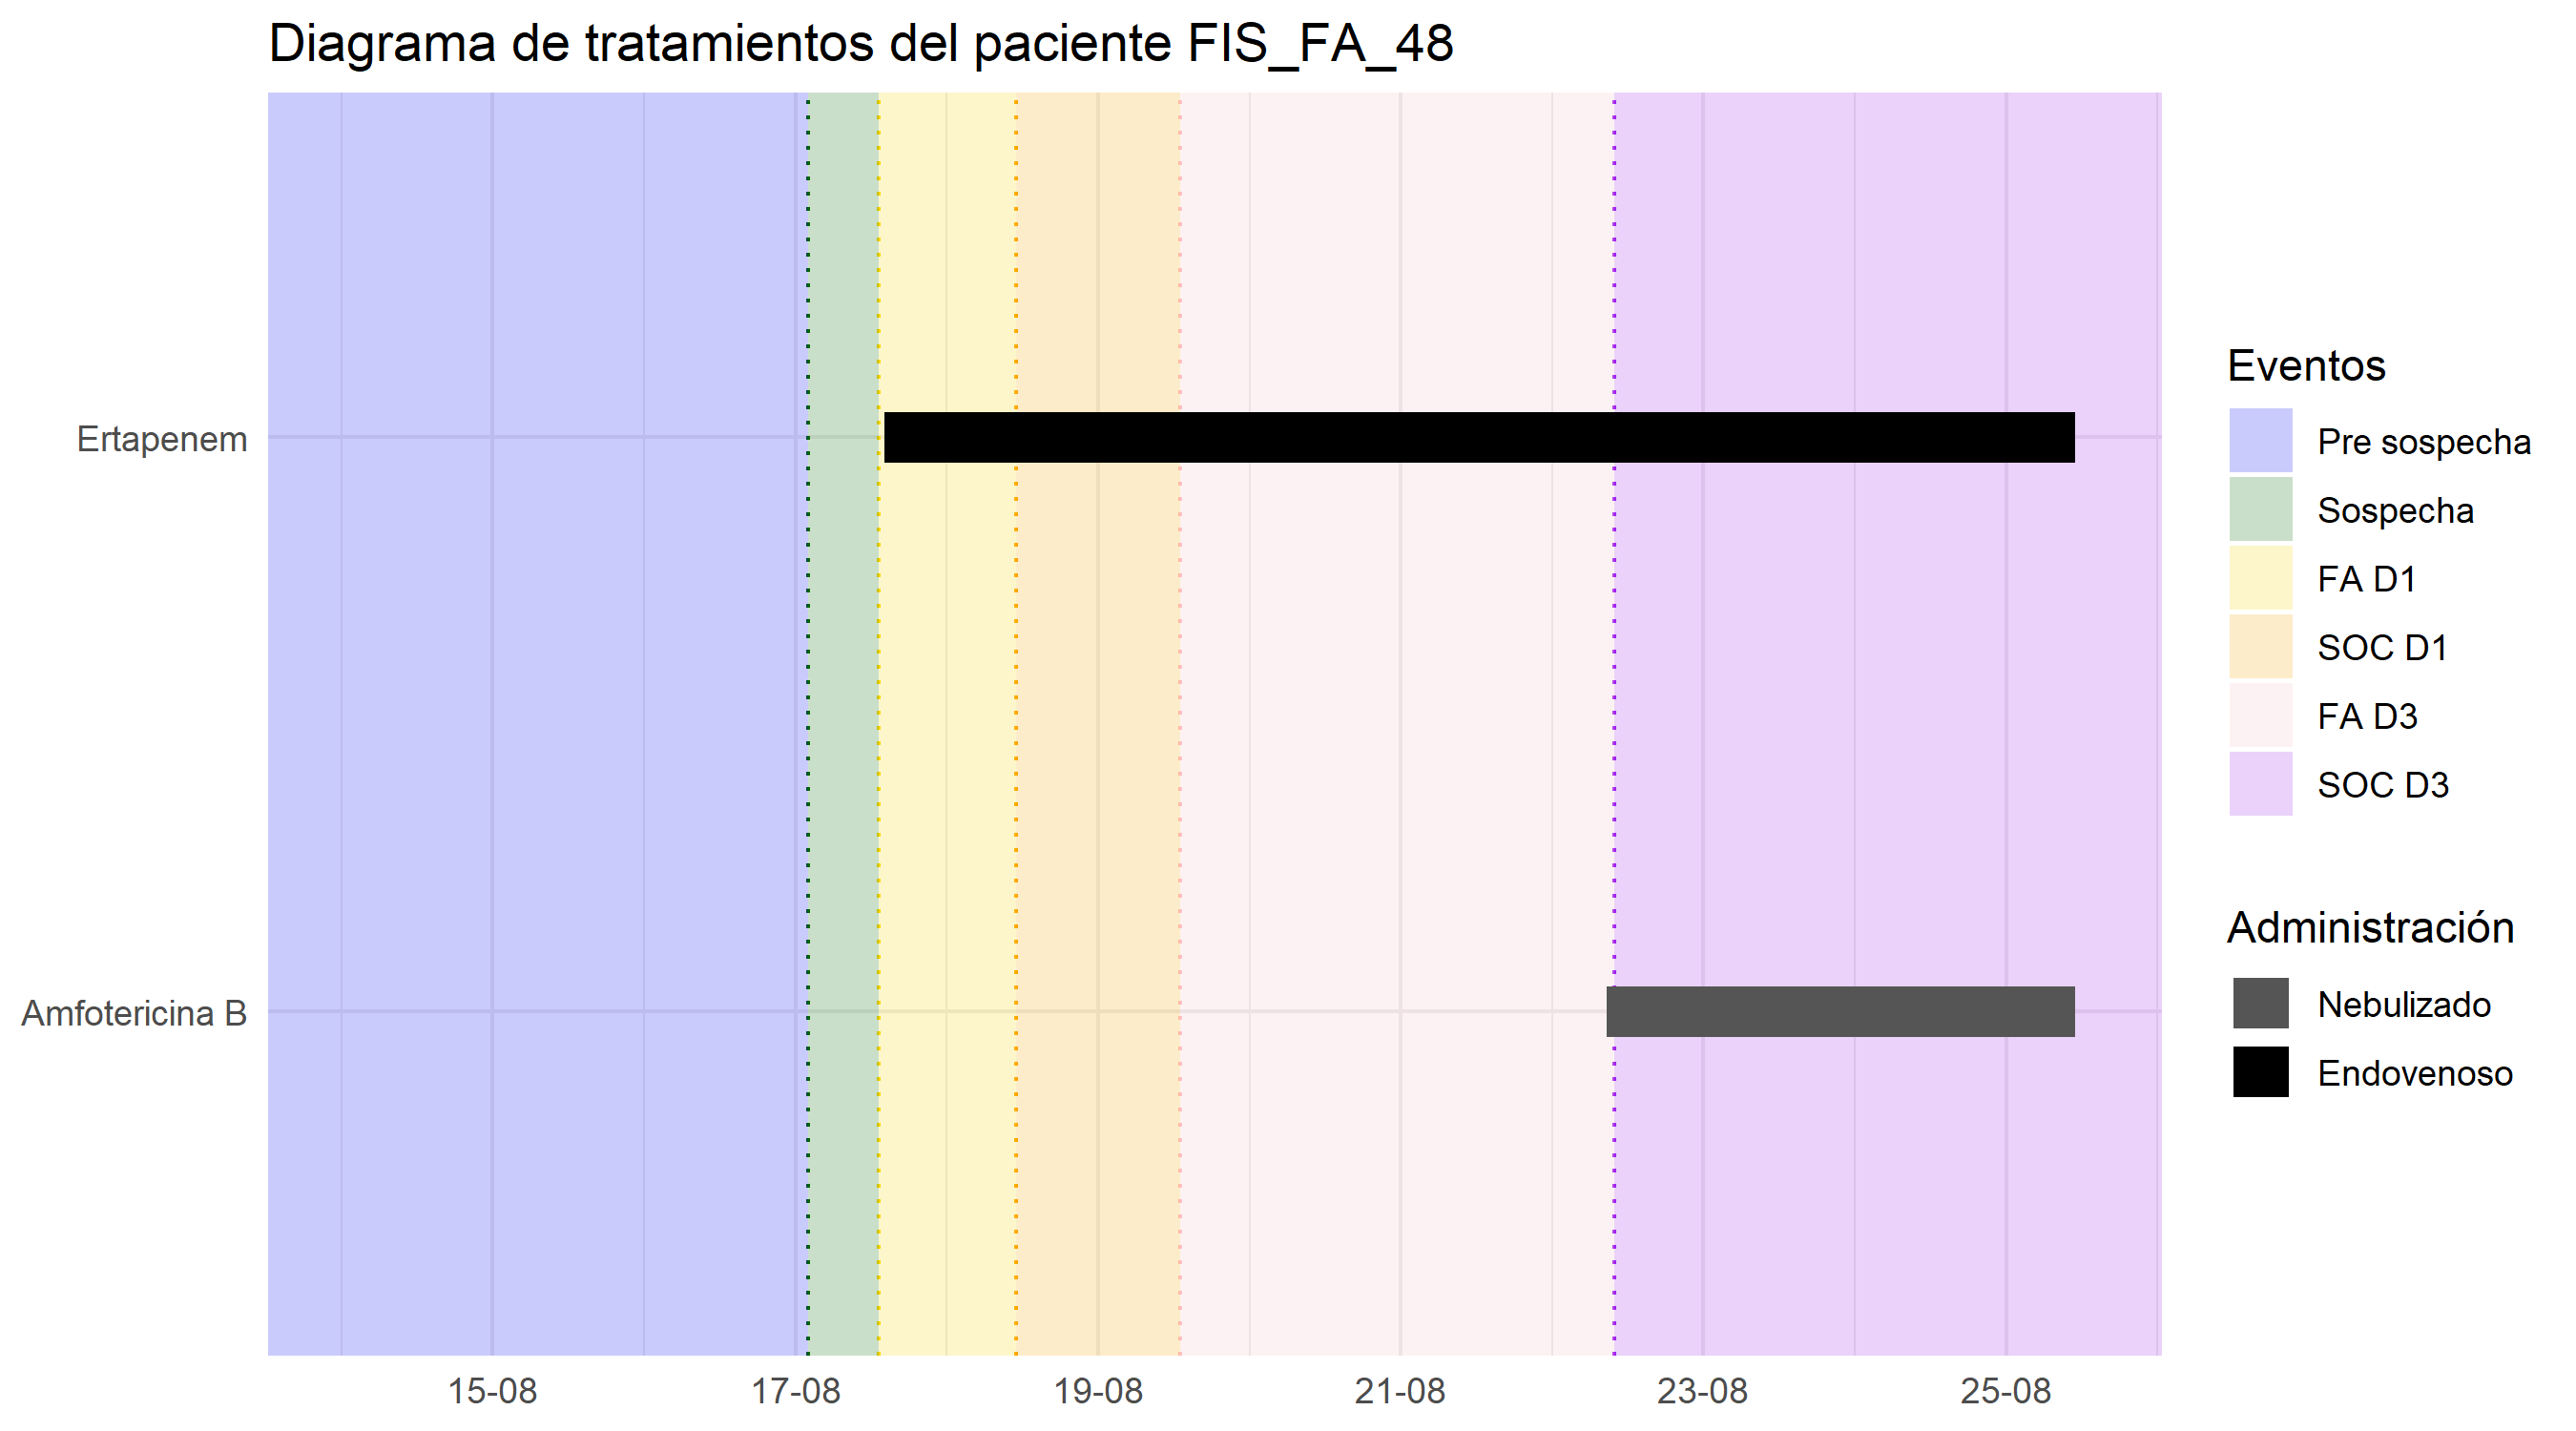 Diagrama de tratamientos del paciente FIS_FA_48
Ertapenem
Amfotericina B
15-08
17-08
19-08
21-08
23-08
25-08
Eventos
Pre sospecha
Sospecha
FA D1
SOC D1
FA D3
SOC D3
Administración
Nebulizado
Endovenoso